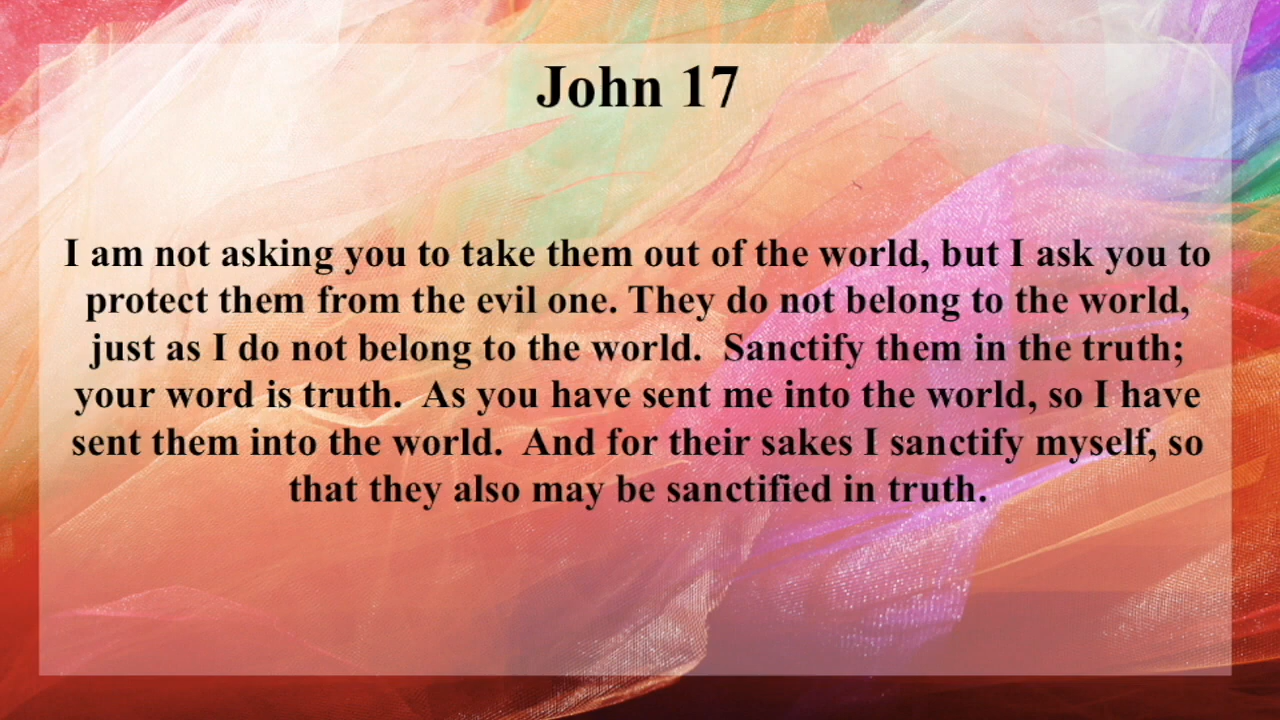 John 17
I am not asking you to take them out of the world, but I ask you to
protect them from the evil one. They do not belong to the world,
just as I do not belong to the world.  Sanctify them in the truth;
your word is truth.  As you have sent me into the world, so I have
sent them into the world.  And for their sakes I sanctify myself, so
that they also may be sanctified in truth.